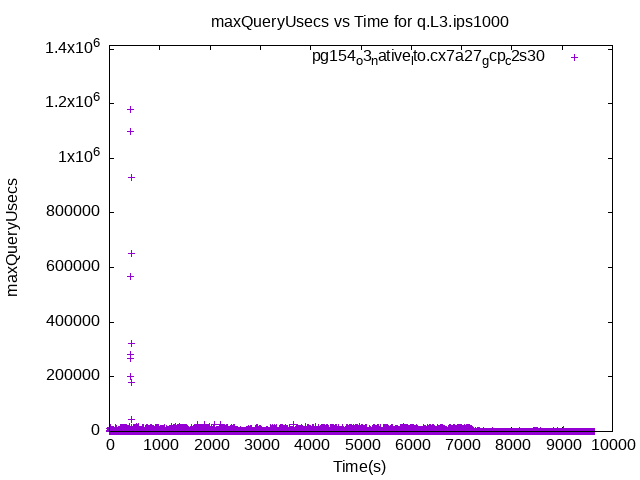 maxQueryUsecs vs Time for q.L3.ips1000
pg154_o3_native_lto.cx7a27_gcp_c2s30
1.4x10^6
1.2x10^6
1x10^6
800000
600000
400000
200000
0
maxQueryUsecs
0 1000 2000 3000 4000 5000 6000 7000 8000 9000 10000
Time(s)